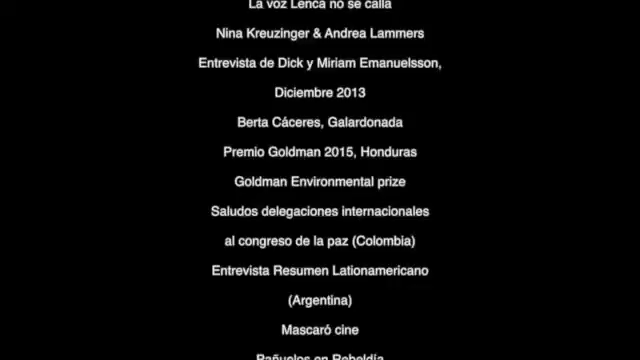 La voz Lenca no se calla
Nina Kreuzinger & Andrea Lammers
Entrevista de Dick y Miriam Emanuelsson,
Diciembre 2013
Berta Cáceres, Galardonada
Premio Goldman 2015, Honduras
Goldman Environmental prize
Saludos delegaciones internacionales
al congreso de la paz (Colombia)
Entrevista Resumen Lationamericano
(Argentina)
Mascaró cine
Pañuelos en Rebeldía